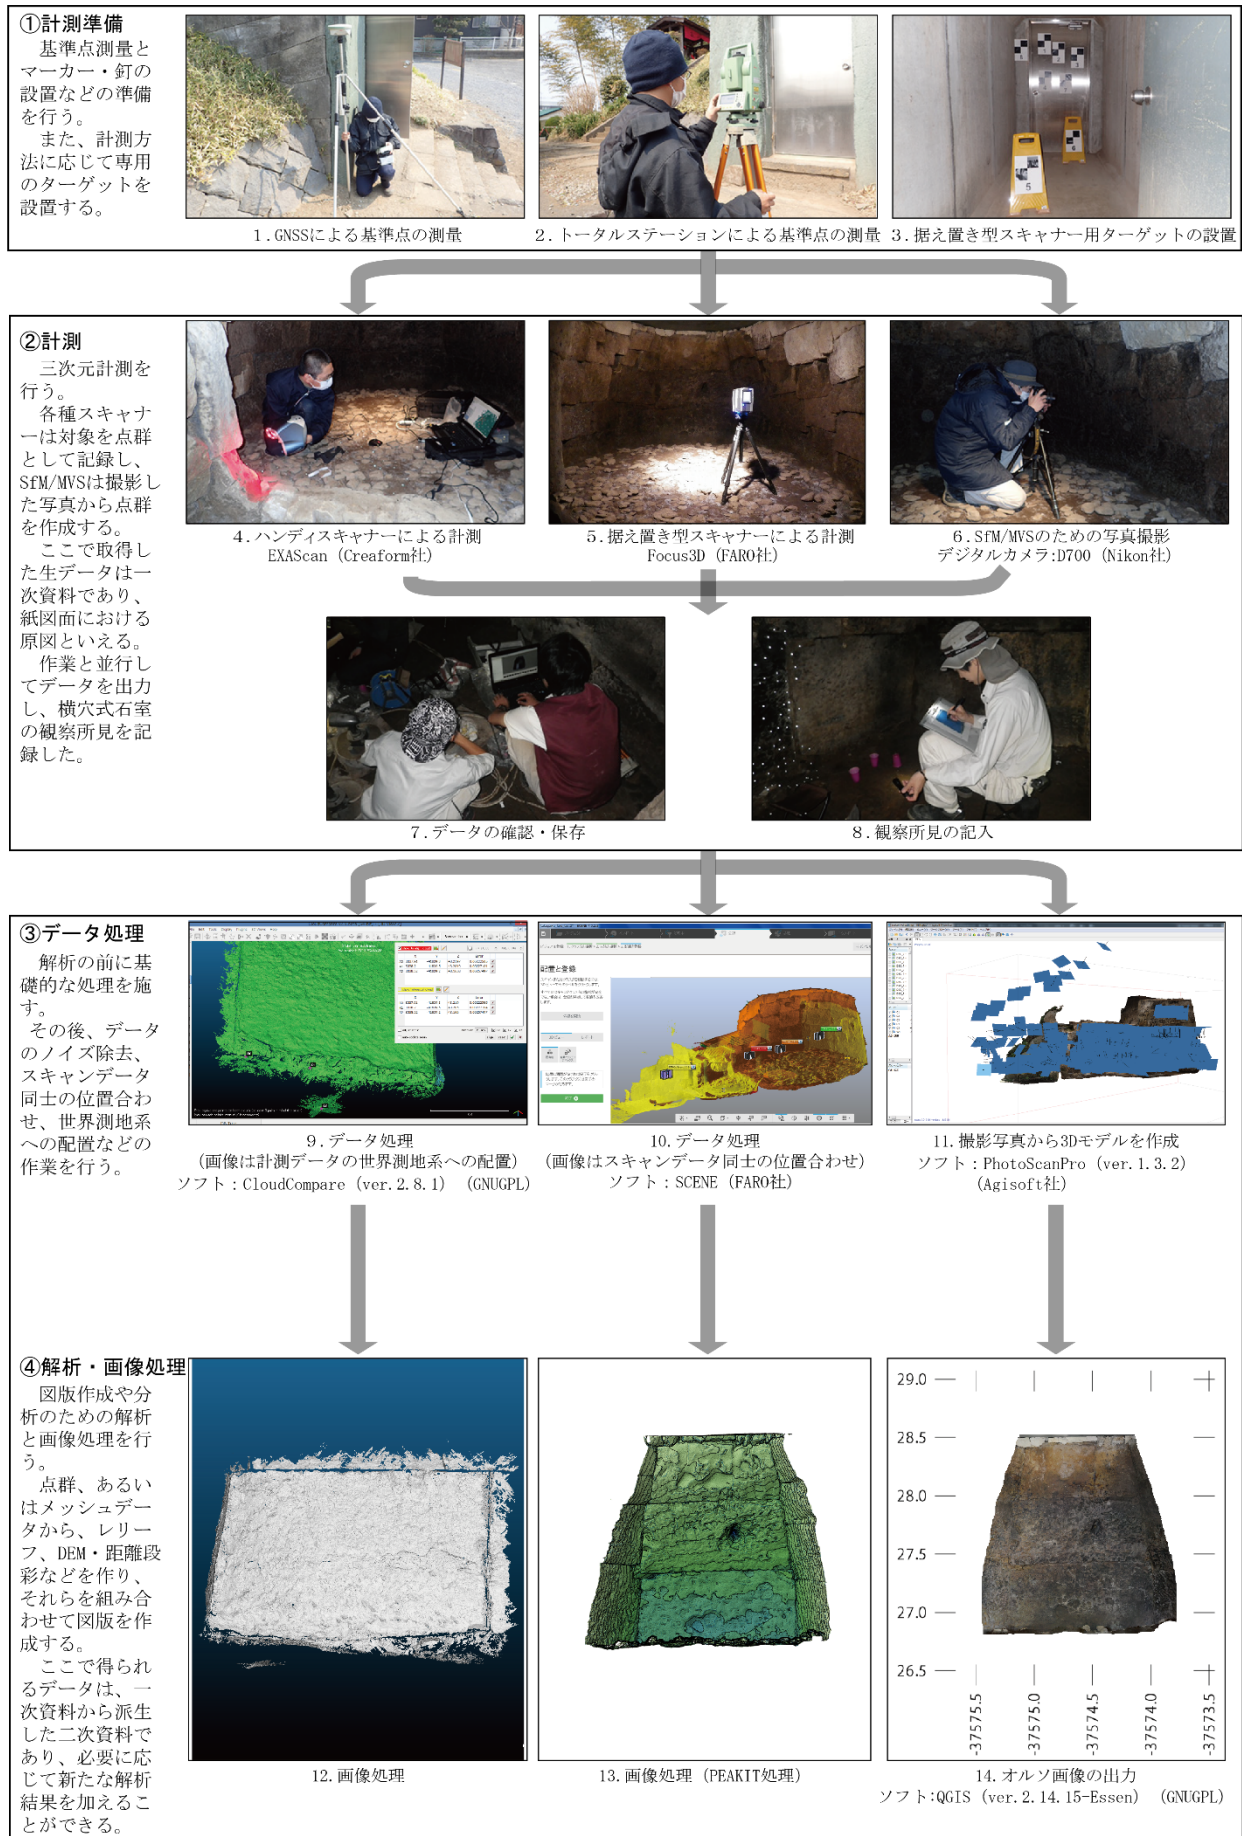 ①計測準備
　基準点測量と
マーカー・釘の
設置などの準備
を行う。
　また、計測方
法に応じて専用
のターゲットを
設置する。
5
1.GNSSによる基準点の測量
2.トータルステーションによる基準点の測量
3.据え置き型スキャナー用ターゲットの設置
②計測
　三次元計測を
行う。
　各種スキャナ
ーは対象を点群
として記録し、
SfM/MVSは撮影し
た写真から点群
を作成する。
　ここで取得し
た生データは一
次資料であり、
紙図面における
原図といえる。
　作業と並行し
てデータを出力
し、横穴式石室
の観察所見を記
録した。
4.ハンディスキャナーによる計測
EXAScan（Creaform社）
5.据え置き型スキャナーによる計測
Focus3D（FARO社）
6.SfM/MVSのための写真撮影
デジタルカメラ:D700（Nikon社）
7.データの確認・保存
8.観察所見の記入
③データ処理
　解析の前に基
礎的な処理を施
す。
その後、データ
のノイズ除去、
スキャンデータ
同士の位置合わ
せ、世界測地系
への配置などの
作業を行う。
配置と登録
9.データ処理
(画像は計測データの世界測地系への配置)
ソフト：CloudCompare（ver.2.8.1）（GNUGPL）
10.データ処理
(画像はスキャンデータ同士の位置合わせ)
ソフト：SCENE（FARO社）
11.撮影写真から3Dモデルを作成
ソフト：PhotoScanPro（ver.1.3.2）
（Agisoft社）
④解析・画像処理
　図版作成や分
析のための解析
と画像処理を行
う。
　点群、あるい
はメッシュデー
タから、レリー
フ、DEM・距離段
彩などを作り、
それらを組み合
わせて図版を作
成する。
　ここで得られ
るデータは、一
次資料から派生
した二次資料で
あり、必要に応
じて新たな解析
結果を加えるこ
とができる。
29.0
28.5
28.0
27.5
27.0
26.5
-37575.5
-37575.0
-37574.5
-37574.0
-37573.5
12.画像処理
13.画像処理（PEAKIT処理）
14.オルソ画像の出力
ソフト:QGIS（ver.2.14.15-Essen）（GNUGPL）